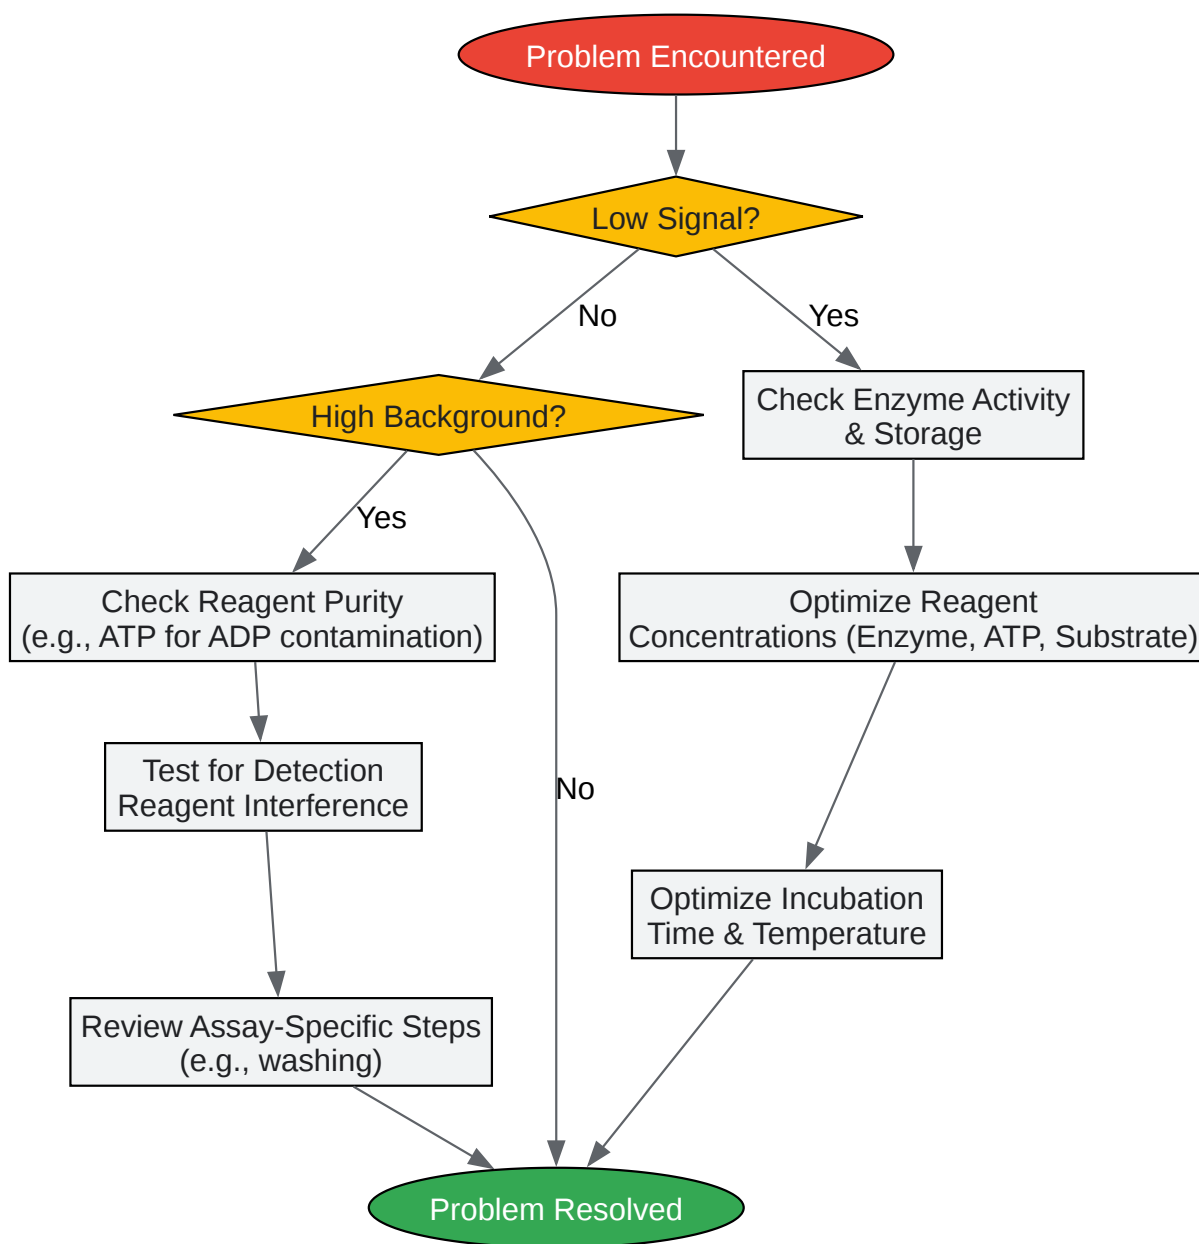 Problem Encountered
Low Signal?
No
Yes
High Background?
Check Enzyme Activity
& Storage
Yes
Check Reagent Purity
(e.g., ATP for ADP contamination)
Optimize Reagent
Concentrations (Enzyme, ATP, Substrate)
Test for Detection
Reagent Interference
No
Optimize Incubation
Time & Temperature
Review Assay-Specific Steps
(e.g., washing)
Problem Resolved